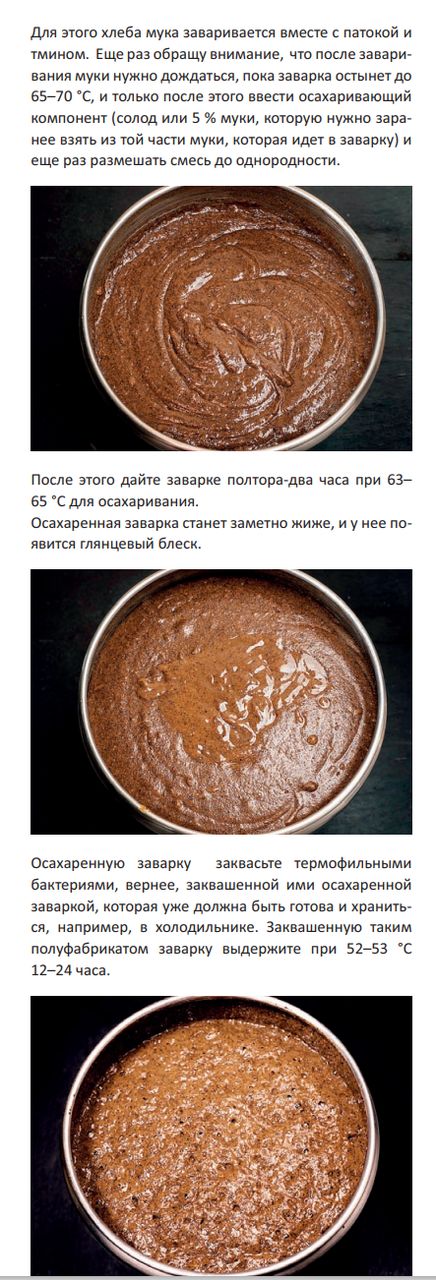 Для этого хлеба мука заваривается вместе с патокой и
тмином.  Еще раз обращу внимание,  что после завари-
вания муки нужно дождаться, пока заварка остынет до
65–70 °С, и только после этого ввести осахаривающий
компонент (солод или 5 % муки, которую нужно зара-
нее взять из той части муки, которая идет в заварку) и
еще раз размешать смесь до однородности.
После этого дайте заварке полтора-два часа при 63–
65 °С для осахаривания.
Осахаренная заварка станет заметно жиже, и у нее по-
явится глянцевый блеск.
Осахаренную заварку  заквасьте термофильными
бактериями, вернее, заквашенной ими осахаренной
заваркой, которая уже должна быть готова и хранить-
ся, например, в холодильнике. Заквашенную таким
полуфабрикатом заварку выдержите при 52–53 °С
12–24 часа.